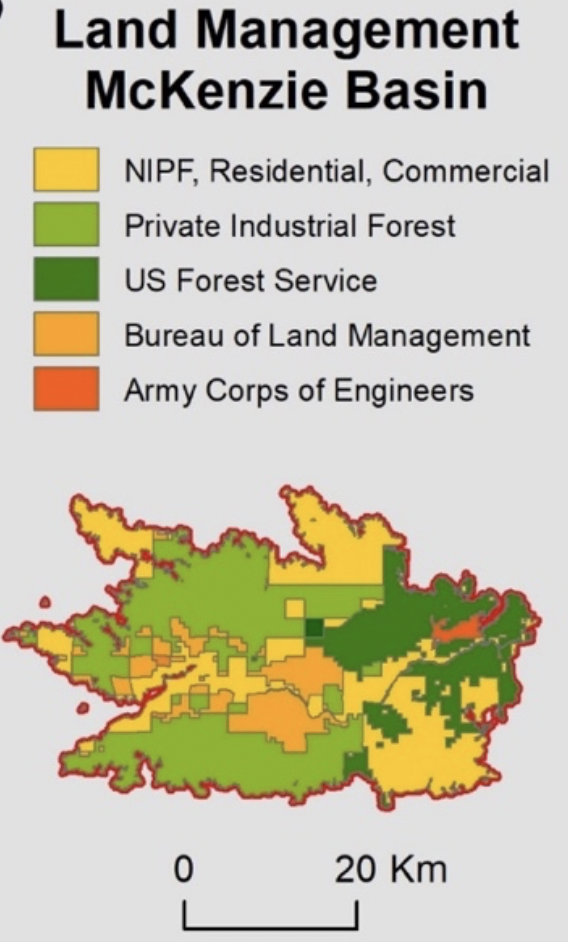 Land Management
McKenzie Basin
NIPF, Residential, Commercial
Private Industrial Forest
US Forest Service
Bureau of Land Management
Army Corps of Engineers
0 20 Km